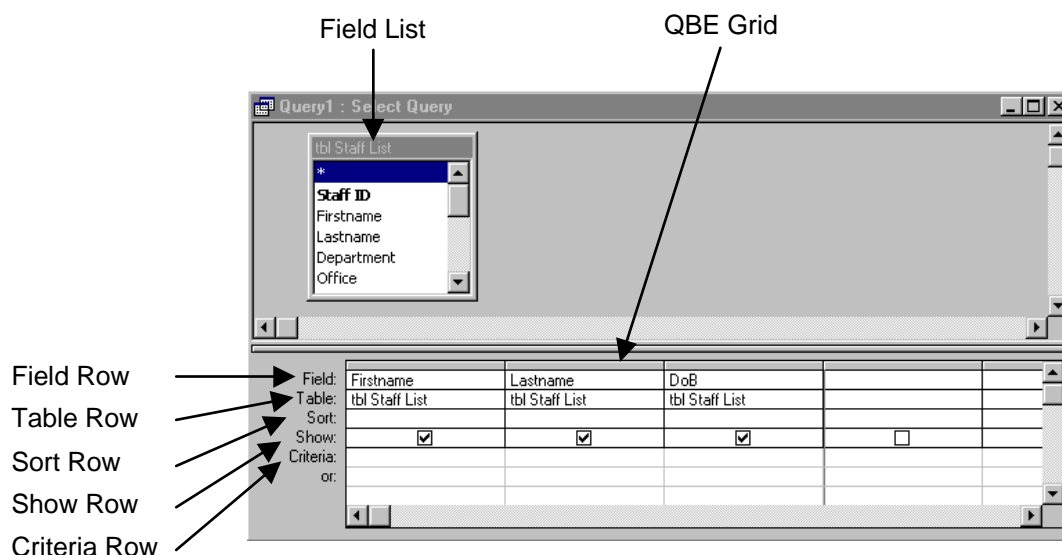 Field List
QBE Grid
Query1 : Select Query
tbl Staff List
*
Staff ID
Firstname
Lastname
Department
Office
Field Row
Table Row
Sort Row
Show Row
Criteria Row
Field: Firstname Lastname DoB
Table: tbl Staff List tbl Staff List tbl Staff List
Sort:
Show:
Criteria:
or: